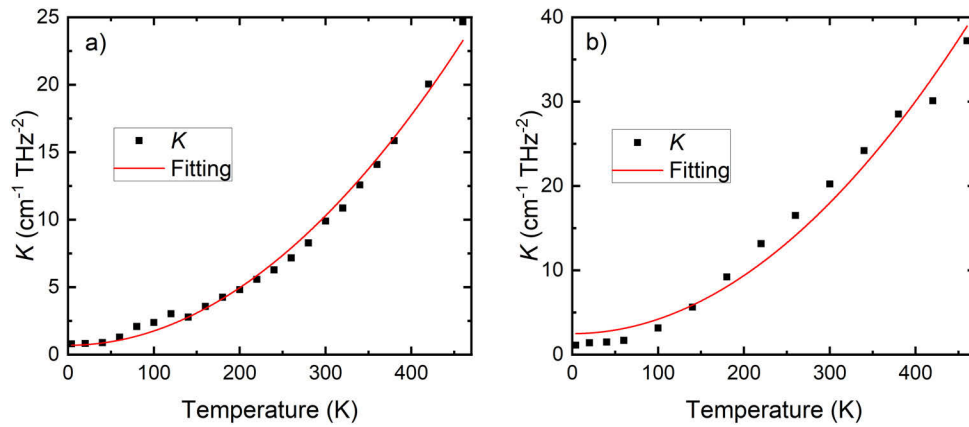 a)
K (cm⁻¹ THz⁻²)
25
20
15
10
5
0
K
Fitting
0 100 200 300 400
Temperature (K)
b)
K (cm⁻¹ THz⁻²)
40
30
20
10
0
K
Fitting
0 100 200 300 400
Temperature (K)